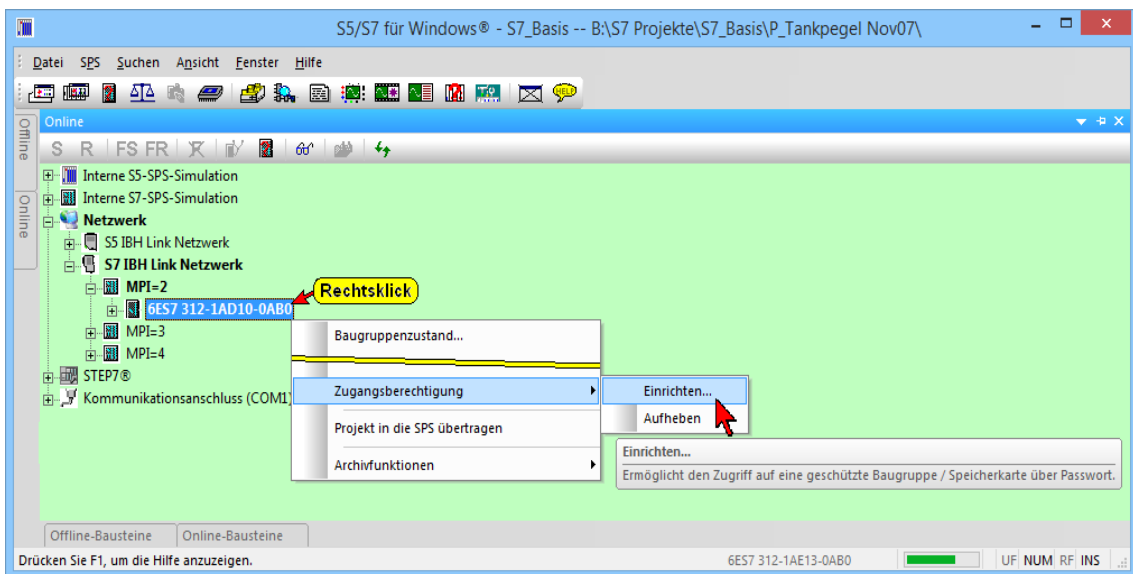 S5/S7 für Windows® - S7_Basis -- B:\S7 Projekte\S7_Basis\P_Tankpegel Nov07\
Datei SPS Suchen Ansicht Fenster Hilfe
HELP
Online
S R FS FR
Offline
Online
Interne S5-SPS-Simulation
Interne S7-SPS-Simulation
Netzwerk
S5 IBH Link Netzwerk
S7 IBH Link Netzwerk
MPI=2
6ES7 312-1AD10-0AB0
Rechtsklick
MPI=3
MPI=4
STEP7®
Kommunikationsanschluss (COM1)
Baugruppenzustand...
Zugangsberechtigung
Projekt in die SPS übertragen
Archivfunktionen
Einrichten...
Aufheben
Einrichten...
Ermöglicht den Zugriff auf eine geschützte Baugruppe / Speicherkarte über Passwort.
Offline-Bausteine Online-Bausteine
Drücken Sie F1, um die Hilfe anzuzeigen. 6ES7 312-1AE13-0AB0 UF NUM RF INS